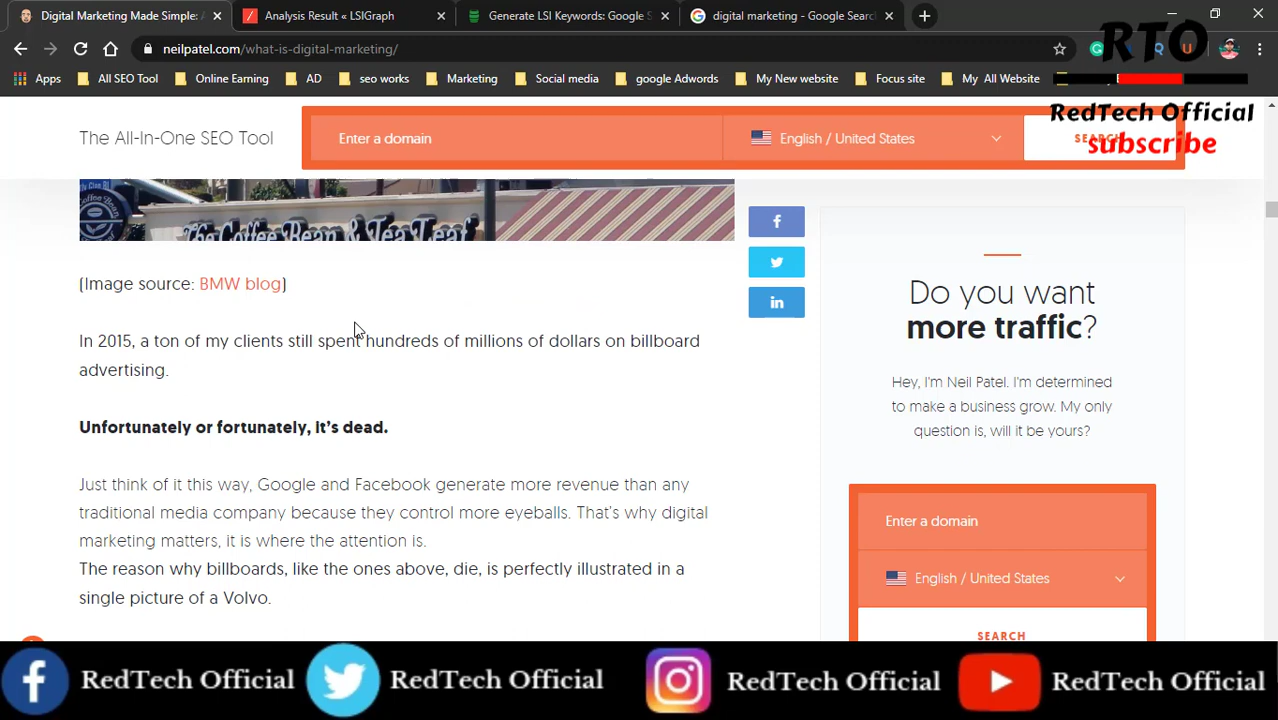 Digital Marketing Made Simple: A
Analysis Result « LSIGraph
Generate LSI Keywords: Google S
digital marketing - Google Searc
neilpatel.com/what-is-digital-marketing/
RTO
Apps
All SEO Tool
Online Earning
AD
seo works
Marketing
Social media
google Adwords
My New website
Focus site
My All Website
RedTech Official
subscribe
The All-In-One SEO Tool
Enter a domain
English / United States
SEARCH
The Coffee Bean & Tea Leaf
(Image source: BMW blog)
In 2015, a ton of my clients still spent hundreds of millions of dollars on billboard
advertising.
Unfortunately or fortunately, it's dead.
Just think of it this way, Google and Facebook generate more revenue than any
traditional media company because they control more eyeballs. That's why digital
marketing matters, it is where the attention is.
The reason why billboards, like the ones above, die, is perfectly illustrated in a
single picture of a Volvo.
Do you want
more traffic?
Hey, I'm Neil Patel. I'm determined
to make a business grow. My only
question is, will it be yours?
Enter a domain
English / United States
SEARCH
RedTech Official
RedTech Official
RedTech Official
RedTech Official